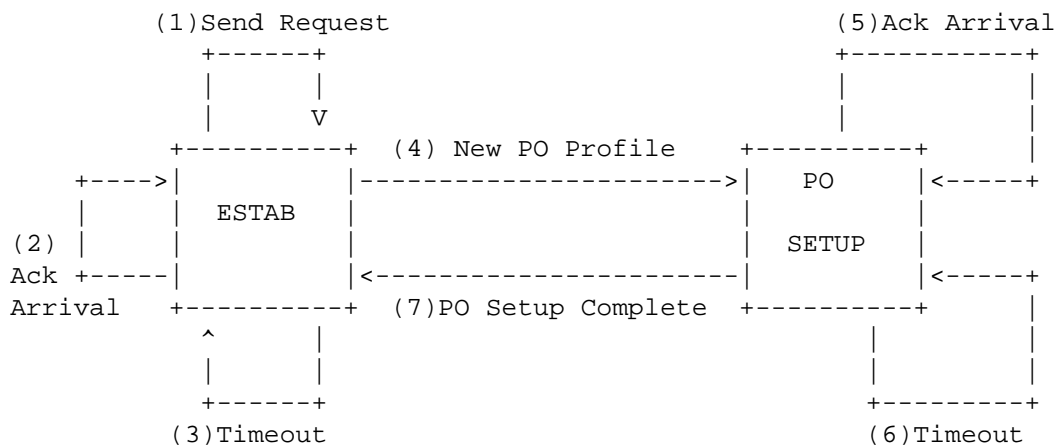 (1)Send Request (5)Ack Arrival
(4) New PO Profile
PO
ESTAB
(2) SETUP
Ack
Arrival (7)PO Setup Complete
(3)Timeout (6)Timeout